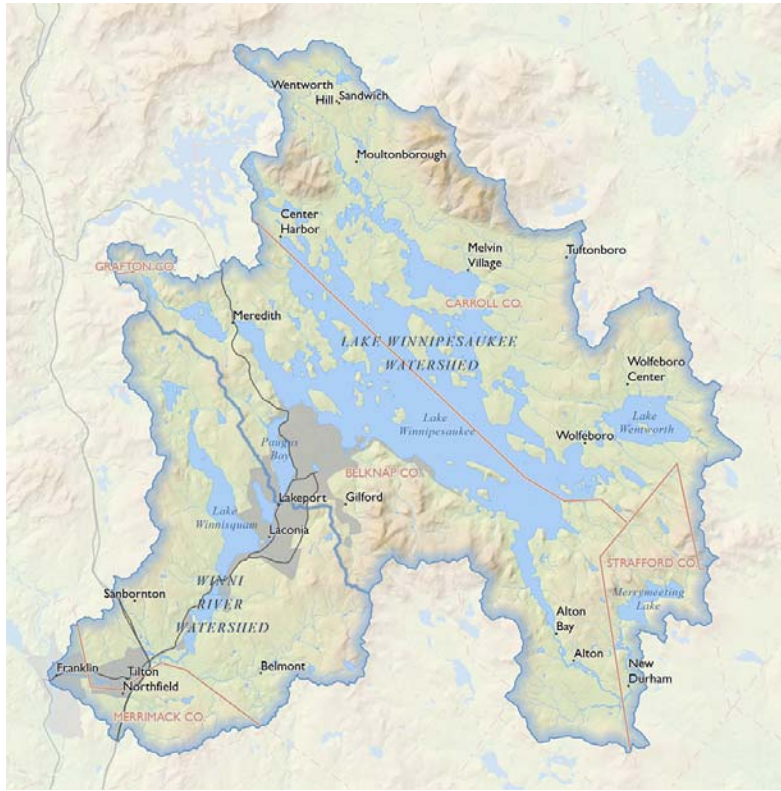 Wentworth
Hill
Sandwich
Moultonborough
Center
Harbor
Melvin
Village
Tuftonboro
GRAFTON CO.
CARROLL CO.
Meredith
LAKE WINNIPESAUKEE
WATERSHED
Wolfeboro
Center
Lake
Winnipesaukee
Lake
Wentworth
Wolfeboro
Paugus
Bay
BELKNAP CO.
Lakeport
Gilford
Lake
Winnisquam
Laconia
STRAFFORD CO.
WINNI
RIVER
WATERSHED
Sanbornton
Merrymeeting
Lake
Alton
Bay
Alton
Franklin
Tilton
Northfield
Belmont
New
Durham
MERRIMACK CO.